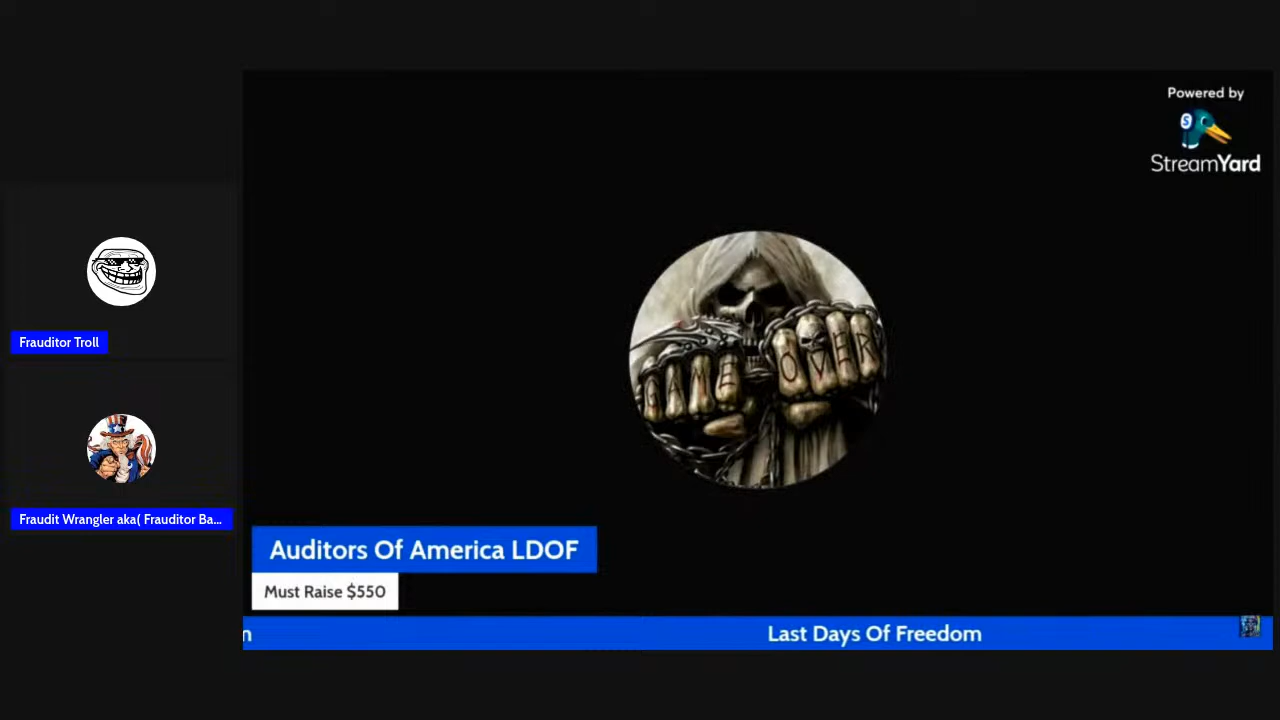 Powered by
StreamYard
GAME OVER
Frauditor Troll
Fraudit Wrangler aka( Frauditor Ba...
Auditors Of America LDOF
Must Raise $550
n
Last Days Of Freedom